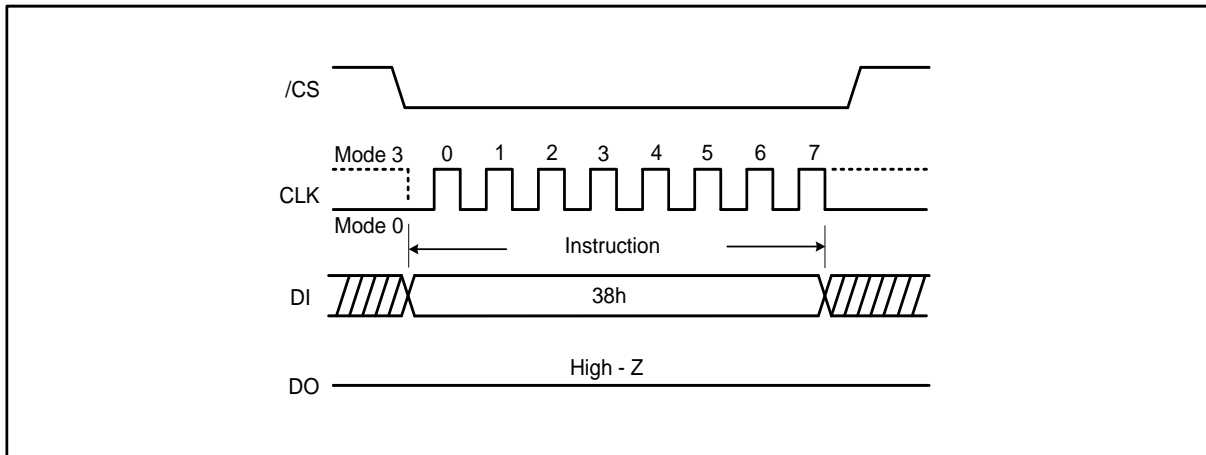 /CS
Mode 3 0 1 2 3 4 5 6 7
CLK
Mode 0
Instruction
DI 38h
High - Z
DO